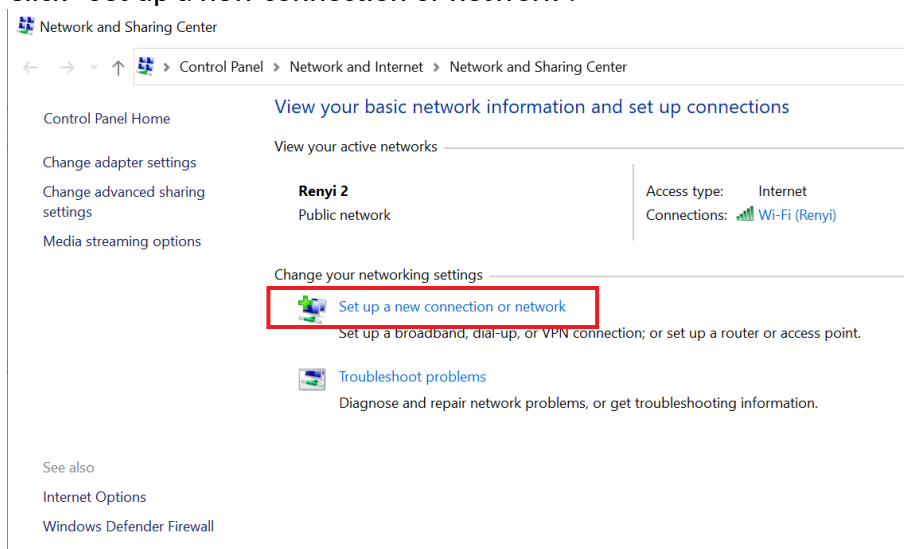 Network and Sharing Center
Control Panel > Network and Internet > Network and Sharing Center
Control Panel Home
Change adapter settings
Change advanced sharing
settings
Media streaming options
See also
Internet Options
Windows Defender Firewall
View your basic network information and set up connections
View your active networks
Renyi 2
Public network
Access type: Internet
Connections: Wi-Fi (Renyi)
Change your networking settings
Set up a new connection or network
Set up a broadband, dial-up, or VPN connection; or set up a router or access point.
Troubleshoot problems
Diagnose and repair network problems, or get troubleshooting information.